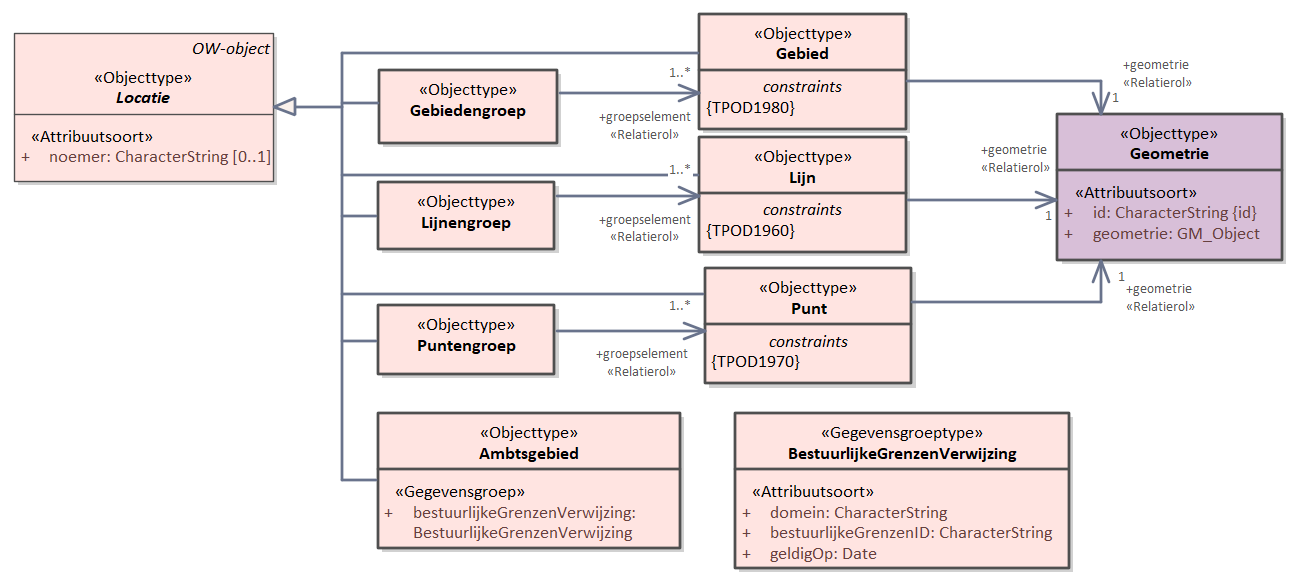 OW-object
«Objecttype»
Locatie
«Attribuutsoort»
+ noemer: CharacterString [0..1]
«Objecttype»
Gebiedengroep
1..*
+groepselement
«Relatierol»
«Objecttype»
Gebied
constraints
{TPOD1980}
+geometrie
«Relatierol»
1
«Objecttype»
Lijnengroep
1..*
+groepselement
«Relatierol»
«Objecttype»
Lijn
constraints
{TPOD1960}
+geometrie
«Relatierol»
1
«Objecttype»
Geometrie
«Attribuutsoort»
+ id: CharacterString {id}
+ geometrie: GM_Object
«Objecttype»
Puntengroep
1..*
+groepselement
«Relatierol»
«Objecttype»
Punt
constraints
{TPOD1970}
1
+geometrie
«Relatierol»
«Objecttype»
Ambtsgebied
«Gegevensgroep»
+ bestuurlijkeGrenzenVerwijzing:
BestuurlijkeGrenzenVerwijzing
«Gegevensgroeptype»
BestuurlijkeGrenzenVerwijzing
«Attribuutsoort»
+ domein: CharacterString
+ bestuurlijkeGrenzenID: CharacterString
+ geldigOp: Date